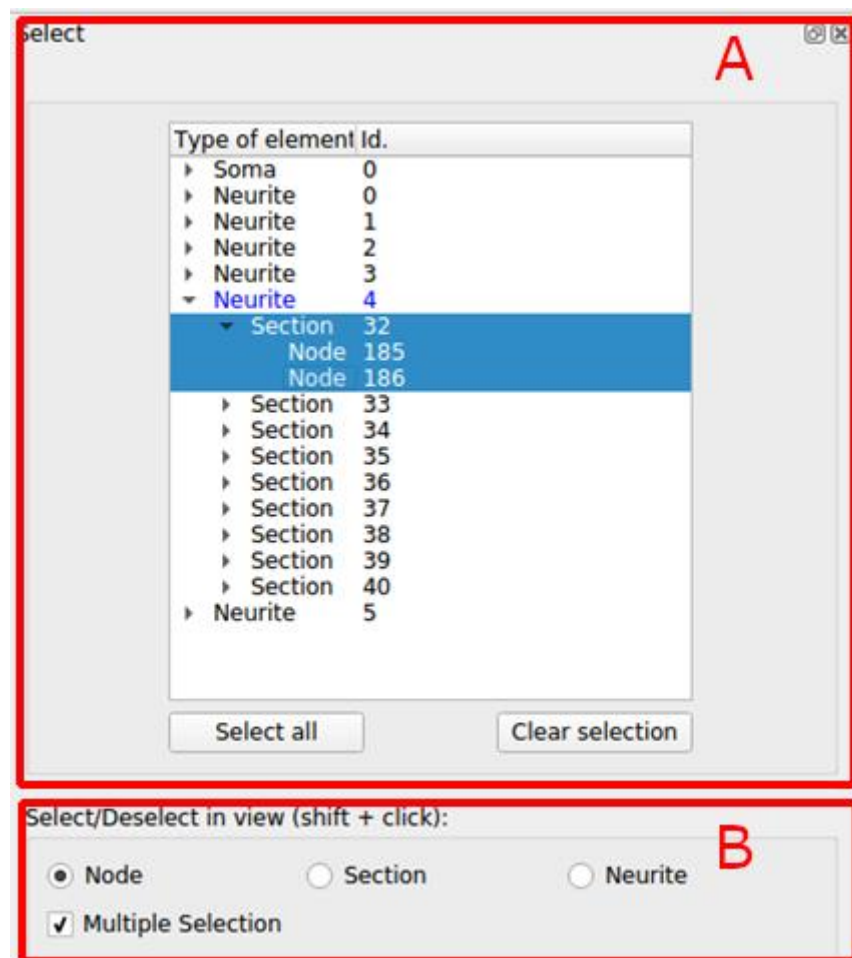 Select
A
Type of element Id.
Soma 0
Neurite 0
Neurite 1
Neurite 2
Neurite 3
Neurite 4
Section 32
Node 185
Node 186
Section 33
Section 34
Section 35
Section 36
Section 37
Section 38
Section 39
Section 40
Neurite 5
Select all Clear selection
Select/Deselect in view (shift + click):
B
Node Section Neurite
Multiple Selection